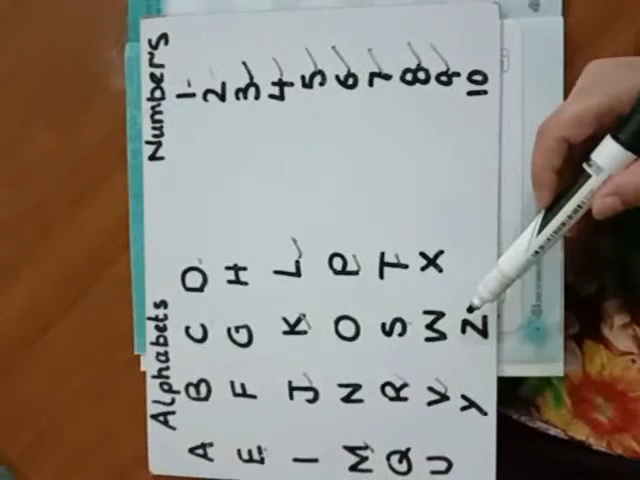 Alphabets Numbers
A B C D 1
E F G H 2
I J K L 3
M N O P 4
Q R S T 5
U V W X 6
Y Z 7
8
9
10